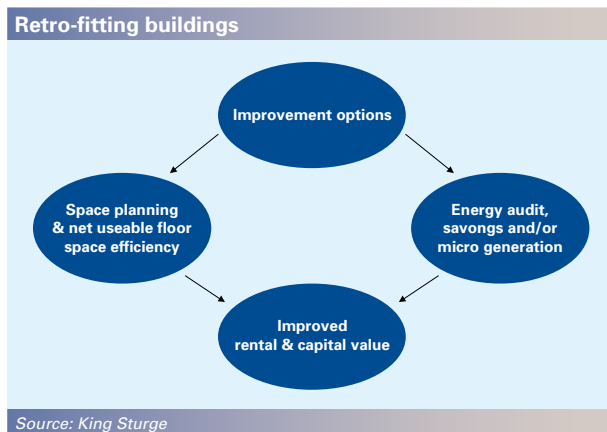 Retro-fitting buildings
Improvement options
Space planning
& net useable floor
space efficiency
Energy audit,
savongs and/or
micro generation
Improved
rental & capital value
Source: King Sturge